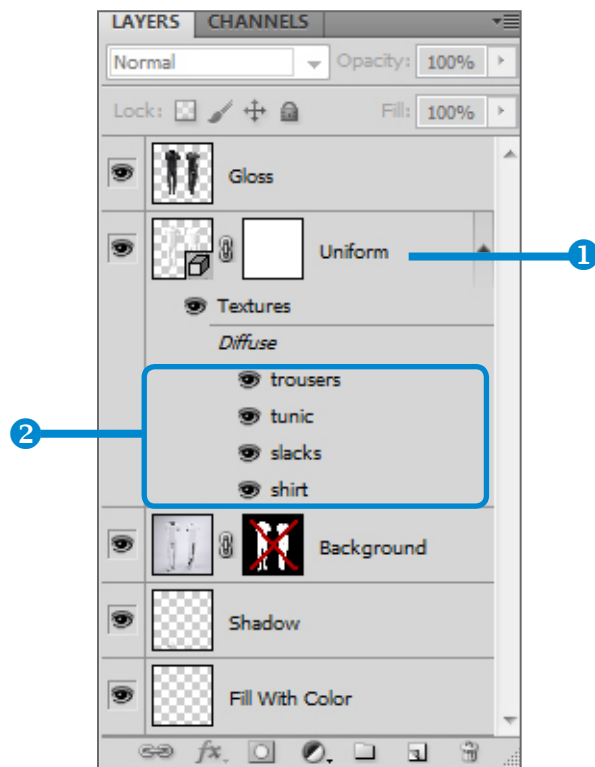 LAYERS CHANNELS
Normal Opacity: 100%
Lock: Fill: 100%
Gloss
Uniform
1
Textures
Diffuse
trousers
2
tunic
slacks
shirt
Background
Shadow
Fill With Color
fx.